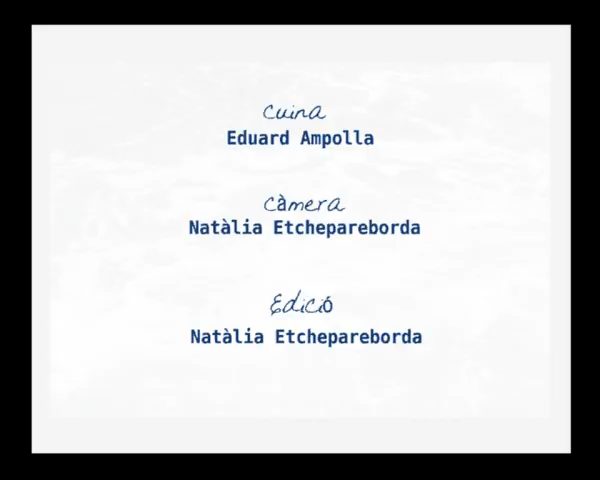 cuina
Eduard Ampolla
càmera
Natàlia Etchepareborda
Edició
Natàlia Etchepareborda